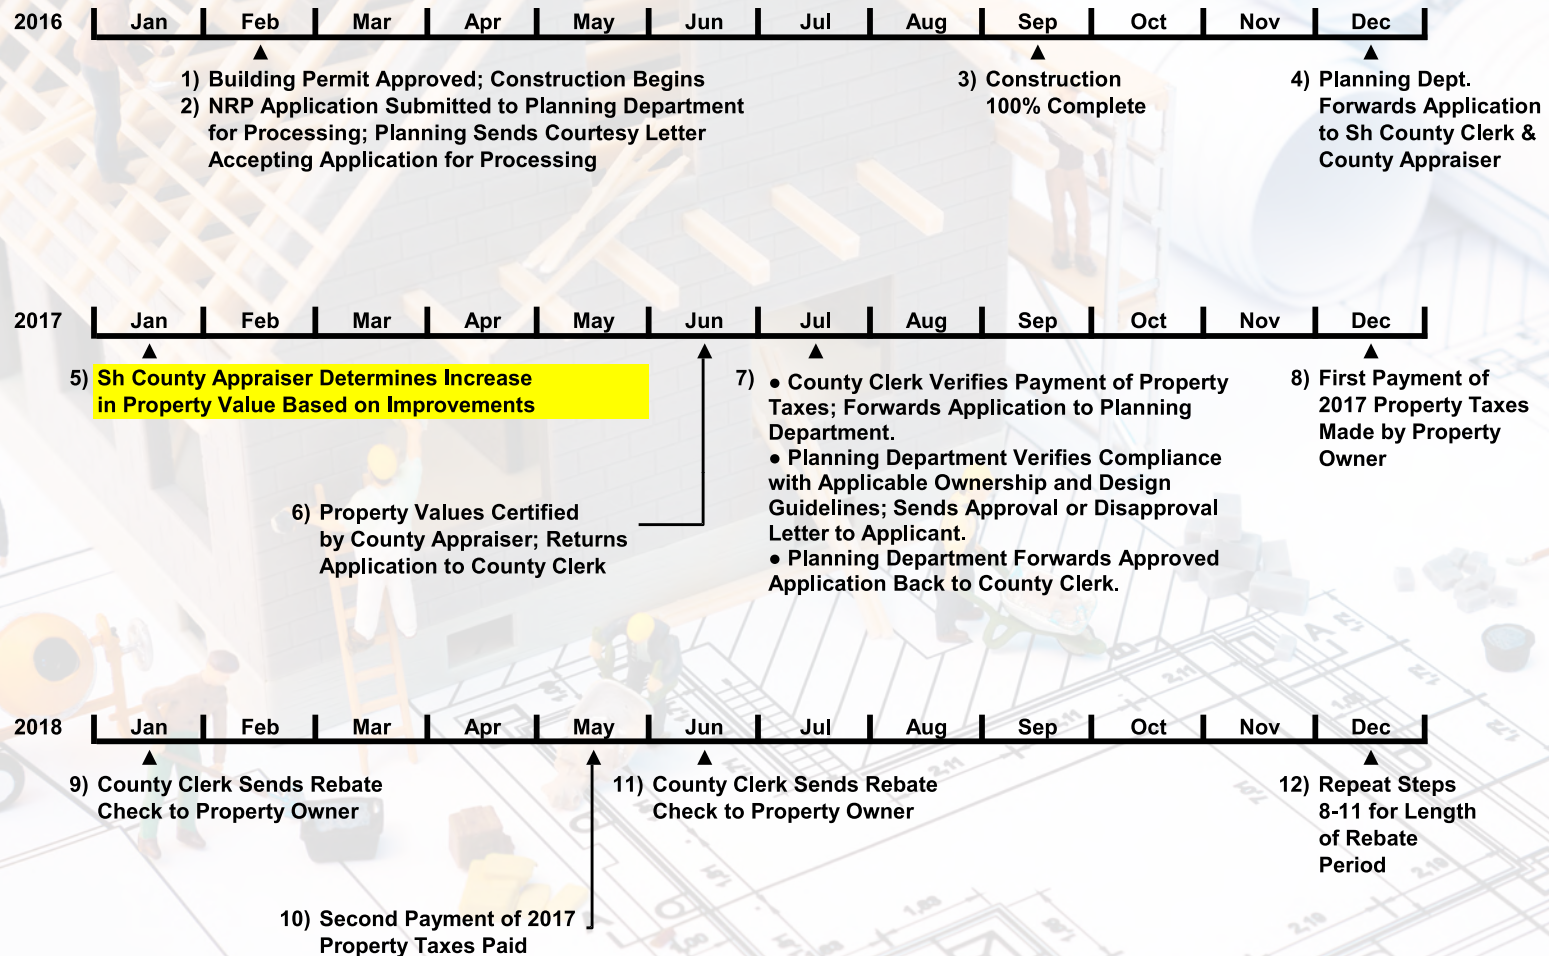 2016 Jan Feb Mar Apr May Jun Jul Aug Sep Oct Nov Dec
1) Building Permit Approved; Construction Begins
2) NRP Application Submitted to Planning Department
for Processing; Planning Sends Courtesy Letter
Accepting Application for Processing
3) Construction
100% Complete
4) Planning Dept.
Forwards Application
to Sh County Clerk &
County Appraiser
2017 Jan Feb Mar Apr May Jun Jul Aug Sep Oct Nov Dec
5) Sh County Appraiser Determines Increase
in Property Value Based on Improvements
6) Property Values Certified
by County Appraiser; Returns
Application to County Clerk
7) ● County Clerk Verifies Payment of Property
Taxes; Forwards Application to Planning
Department.
● Planning Department Verifies Compliance
with Applicable Ownership and Design
Guidelines; Sends Approval or Disapproval
Letter to Applicant.
● Planning Department Forwards Approved
Application Back to County Clerk.
8) First Payment of
2017 Property Taxes
Made by Property
Owner
2018 Jan Feb Mar Apr May Jun Jul Aug Sep Oct Nov Dec
9) County Clerk Sends Rebate
Check to Property Owner
10) Second Payment of 2017
Property Taxes Paid
11) County Clerk Sends Rebate
Check to Property Owner
12) Repeat Steps
8-11 for Length
of Rebate
Period